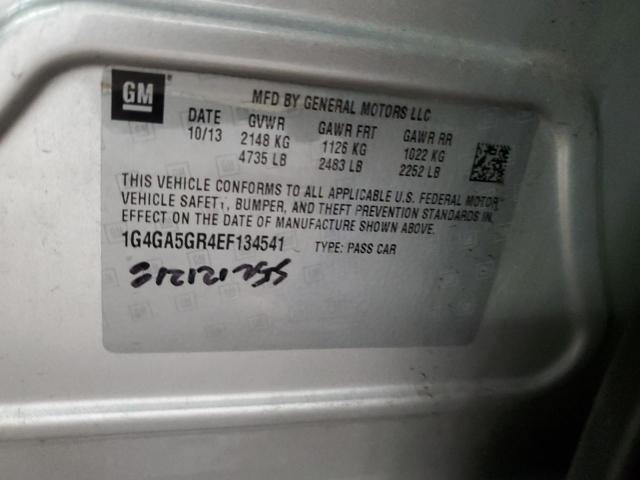 GM
MFD BY GENERAL MOTORS LLC
DATE GVWR GAWR FRT GAWR RR
10/13 2148 KG 1126 KG 1022 KG
4735 LB 2483 LB 2252 LB
THIS VEHICLE CONFORMS TO ALL APPLICABLE U.S. FEDERAL MOTOR
VEHICLE SAFETY, BUMPER, AND THEFT PREVENTION STANDARDS IN
EFFECT ON THE DATE OF MANUFACTURE SHOWN ABOVE.
1G4GA5GR4EF134541 TYPE: PASS CAR